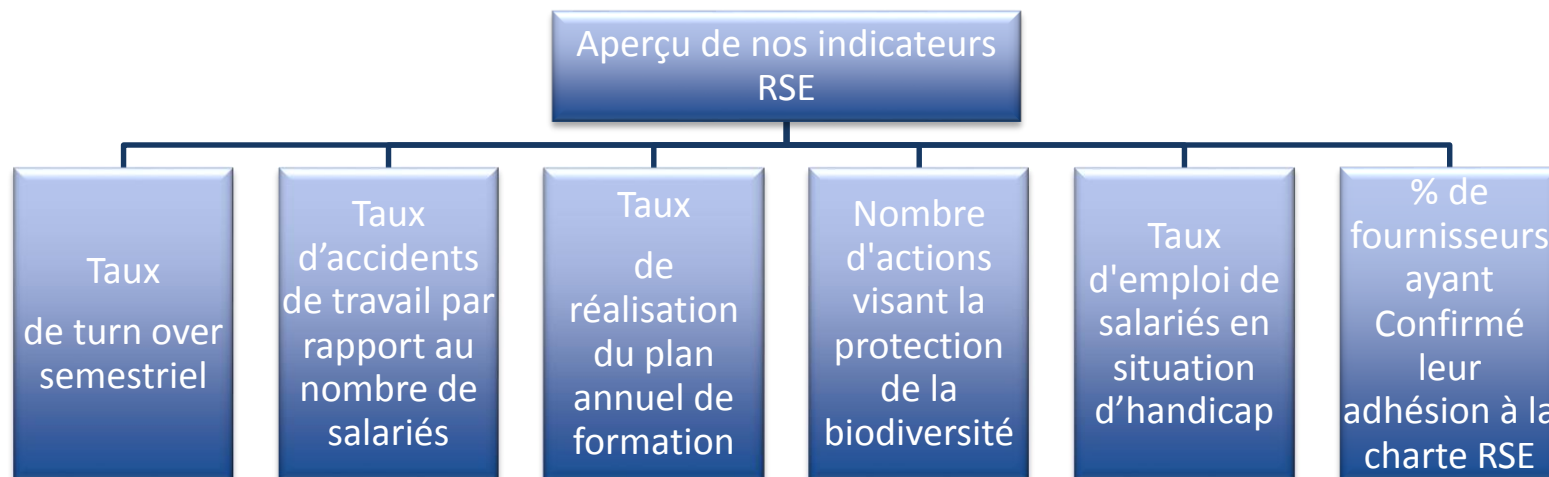 Aperçu de nos indicateurs
RSE
Taux
de turn over
semestriel
Taux
d’accidents
de travail par
rapport au
nombre de
salariés
Taux
de
réalisation
du plan
annuel de
formation
Nombre
d'actions
visant la
protection
de la
biodiversité
Taux
d'emploi de
salariés en
situation
d’handicap
% de
fournisseurs
ayant
Confirmé
leur
adhésion à la
charte RSE